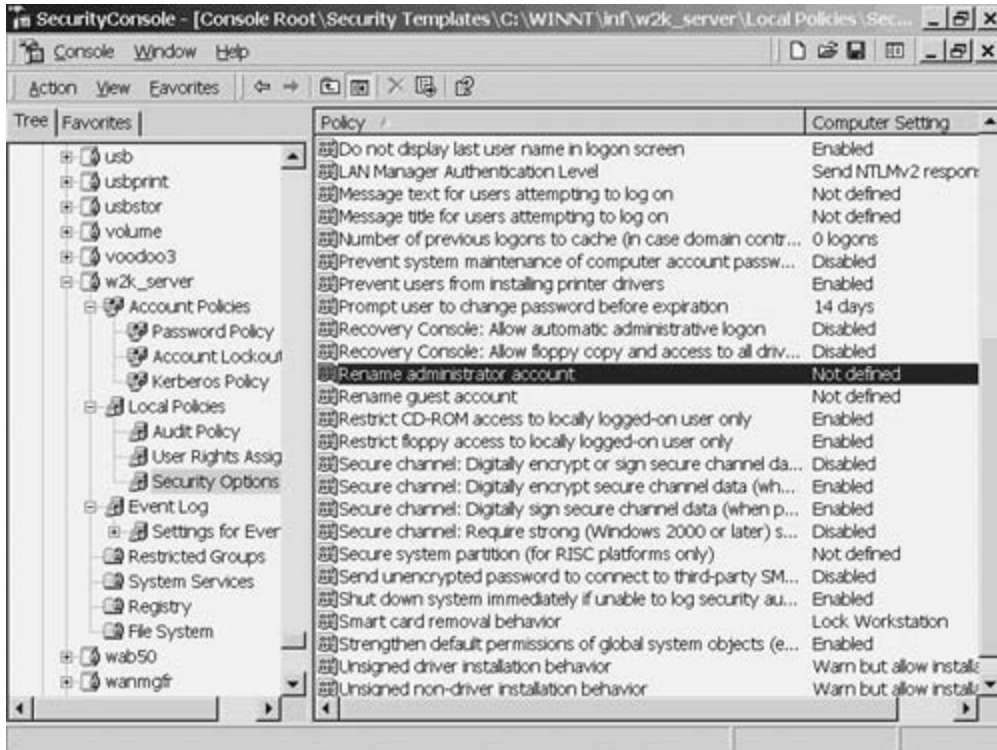 SecurityConsole - [Console Root\Security Templates\C:\WINNT\inf\w2k_server\Local Policies\Sec...
Console Window Help
Action View Favorites
Tree Favorites
usb
usbprint
usbstor
volume
voodoo3
w2k_server
Account Policies
Password Policy
Account Lockout
Kerberos Policy
Local Policies
Audit Policy
User Rights Assig
Security Options
Event Log
Settings for Ever
Restricted Groups
System Services
Registry
File System
wab50
wanmgfr
Policy Computer Setting
Do not display last user name in logon screen Enabled
LAN Manager Authentication Level Send NTLMv2 respon
Message text for users attempting to log on Not defined
Message title for users attempting to log on Not defined
Number of previous logons to cache (in case domain contr... 0 logons
Prevent system maintenance of computer account passw... Disabled
Prevent users from installing printer drivers Enabled
Prompt user to change password before expiration 14 days
Recovery Console: Allow automatic administrative logon Disabled
Recovery Console: Allow floppy copy and access to all driv... Disabled
Rename administrator account Not defined
Rename guest account Not defined
Restrict CD-ROM access to locally logged-on user only Enabled
Restrict floppy access to locally logged-on user only Enabled
Secure channel: Digitally encrypt or sign secure channel da... Disabled
Secure channel: Digitally encrypt secure channel data (wh... Enabled
Secure channel: Digitally sign secure channel data (when p... Enabled
Secure channel: Require strong (Windows 2000 or later) s... Disabled
Secure system partition (for RISC platforms only) Not defined
Send unencrypted password to connect to third-party SM... Disabled
Shut down system immediately if unable to log security au... Enabled
Smart card removal behavior Lock Workstation
Strengthen default permissions of global system objects (e... Enabled
Unsigned driver installation behavior Warn but allow installa
Unsigned non-driver installation behavior Warn but allow installa